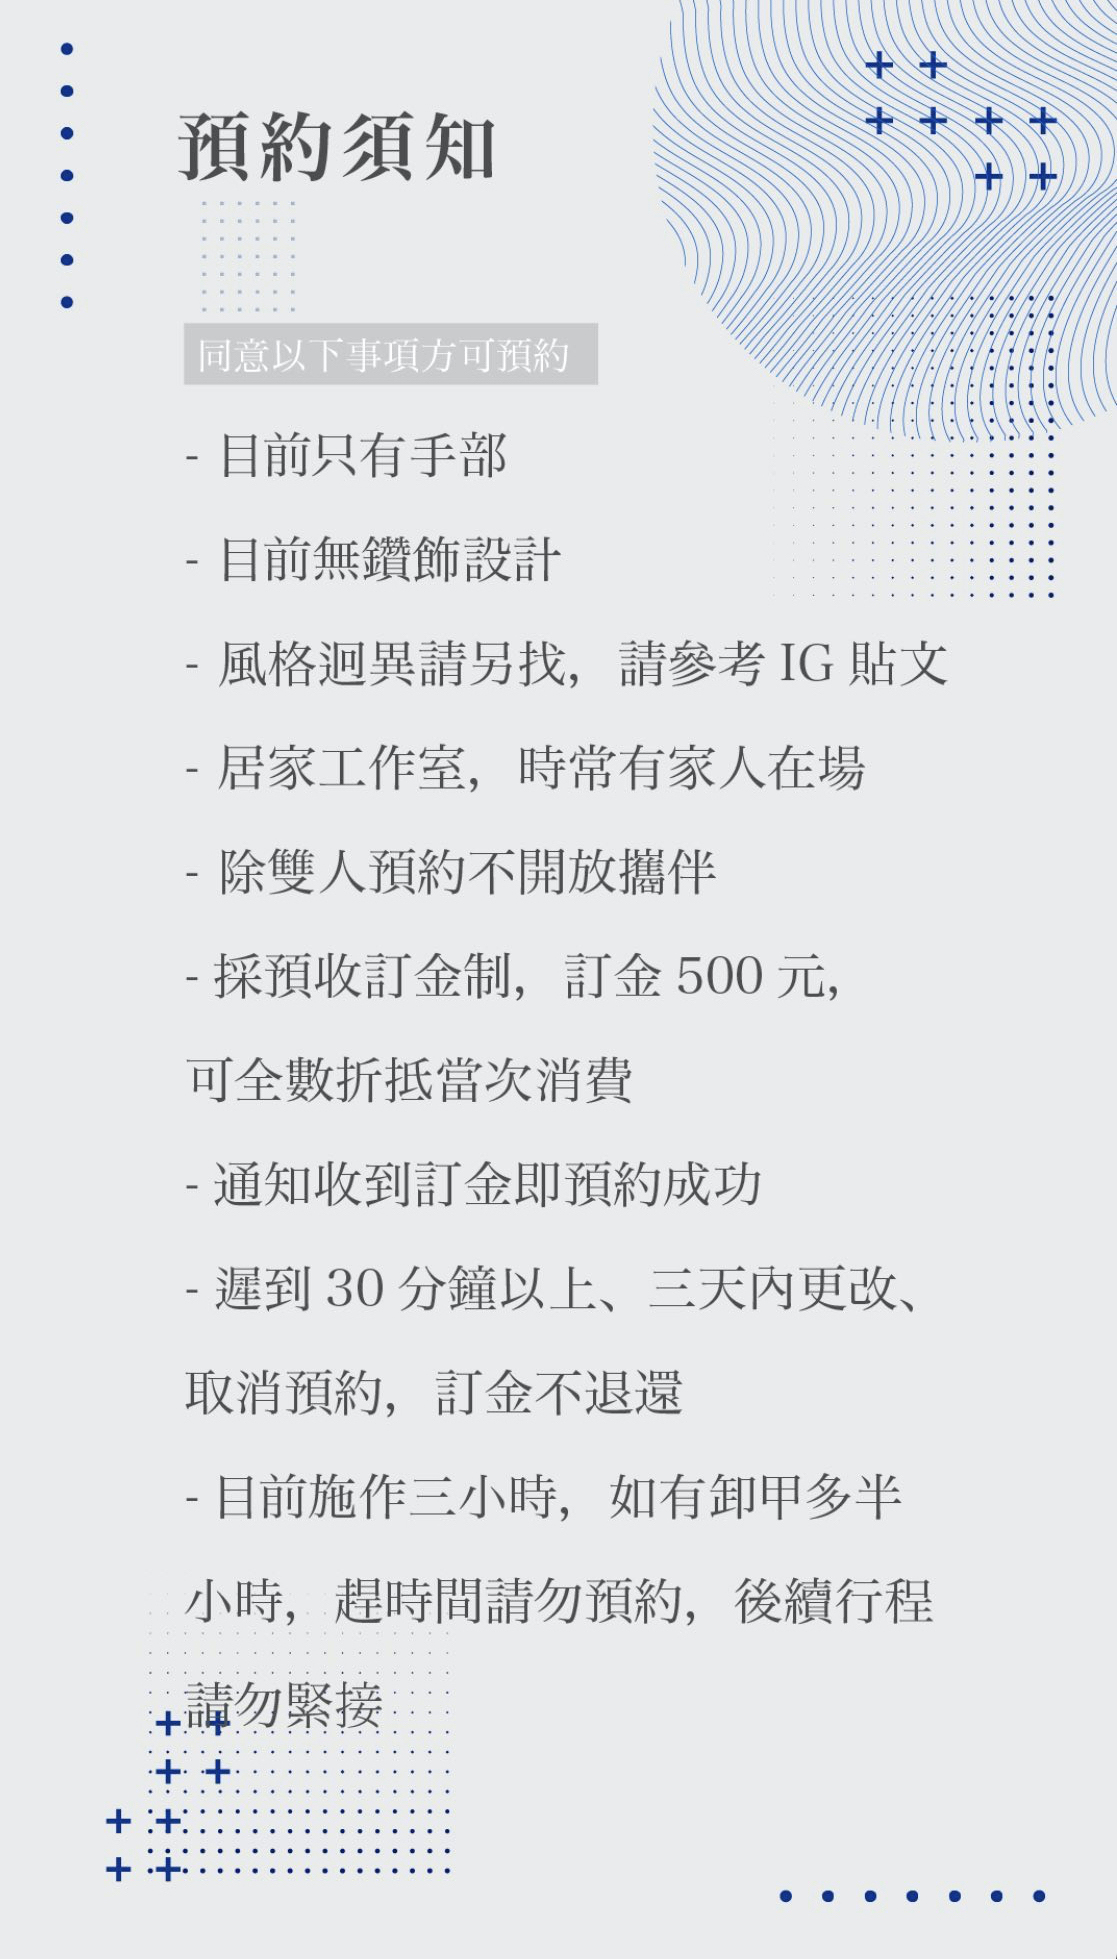 預約須知
同意以下事項方可預約
- 目前只有手部
- 目前無鑽飾設計
- 風格迥異請另找，請參考 IG 貼文
- 居家工作室，時常有家人在場
- 除雙人預約不開放攜伴
- 採預收訂金制，訂金 500 元，
可全數折抵當次消費
- 通知收到訂金即預約成功
- 遲到 30 分鐘以上、三天內更改、
取消預約，訂金不退還
- 目前施作三小時，如有卸甲多半
小時，趕時間請勿預約，後續行程
請勿緊接